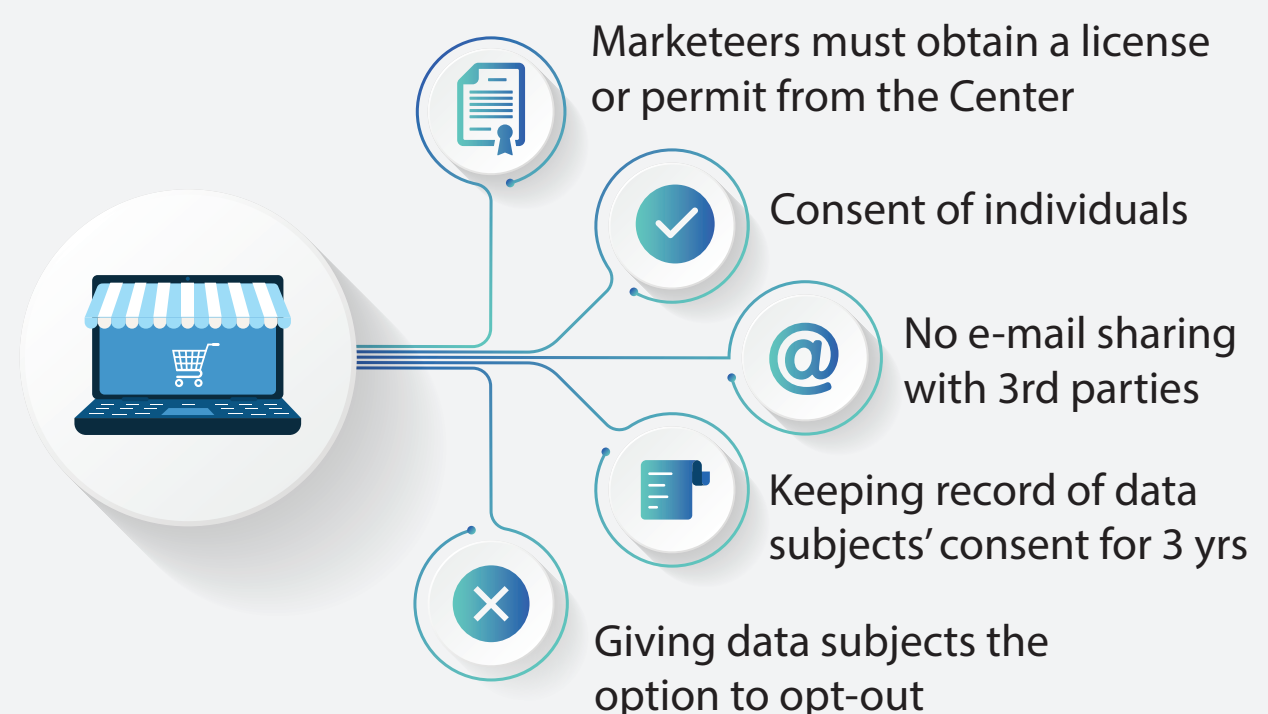 Marketeers must obtain a license
or permit from the Center
Consent of individuals
@
No e-mail sharing
with 3rd parties
Keeping record of data
subjects’ consent for 3 yrs
Giving data subjects the
option to opt-out